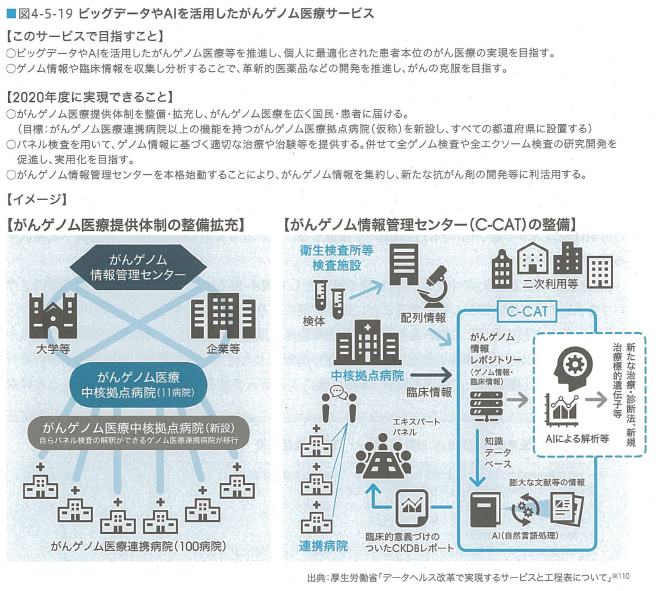 ■図4-5-19 ビッグデータやAIを活用したがんゲノム医療サービス
【このサービスで目指すこと】
○ビッグデータやAIを活用したがんゲノム医療等を推進し、個人に最適化された患者本位のがん医療の実現を目指す。
○ゲノム情報や臨床情報を収集し分析することで、革新的医薬品などの開発を推進し、がんの克服を目指す。
【2020年度に実現できること】
○がんゲノム医療提供体制を整備・拡充し、がんゲノム医療を広く国民・患者に届ける。
(目標:がんゲノム医療連携病院以上の機能を持つがんゲノム医療拠点病院(仮称)を新設し、すべての都道府県に設置する)
○パネル検査を用いて、ゲノム情報に基づく適切な治療や治験等を提供する。併せて全ゲノム検査や全エクソーム検査の研究開発を
促進し、実用化を目指す。
○がんゲノム情報管理センターを本格始動することにより、がんゲノム情報を集約し、新たな抗がん剤の開発等に利活用する。
【イメージ】
【がんゲノム医療提供体制の整備拡充】
がんゲノム
情報管理センター
大学等
企業等
がんゲノム医療
中核拠点病院(11病院)
がんゲノム医療中核拠点病院(新設)
自らパネル検査の解釈ができるゲノム医療連携病院が移行
がんゲノム医療連携病院(100病院)
【がんゲノム情報管理センター(C-CAT)の整備】
衛生検査所等
検査施設
検体
配列情報
二次利用等
C-CAT
中核拠点病院
臨床情報
がんゲノム
情報
レポジトリー
(ゲノム情報・
臨床情報)
AIによる解析等
新たな治療・診断法、新規
治療標的遺伝子等
エキスパート
パネル
知識
データ
ベース
膨大な文献等の情報
AI(自然言語処理)
連携病院
臨床的意義づけの
ついたCKDBレポート
出典:厚生労働省「データヘルス改革で実現するサービスと工程表について」※110